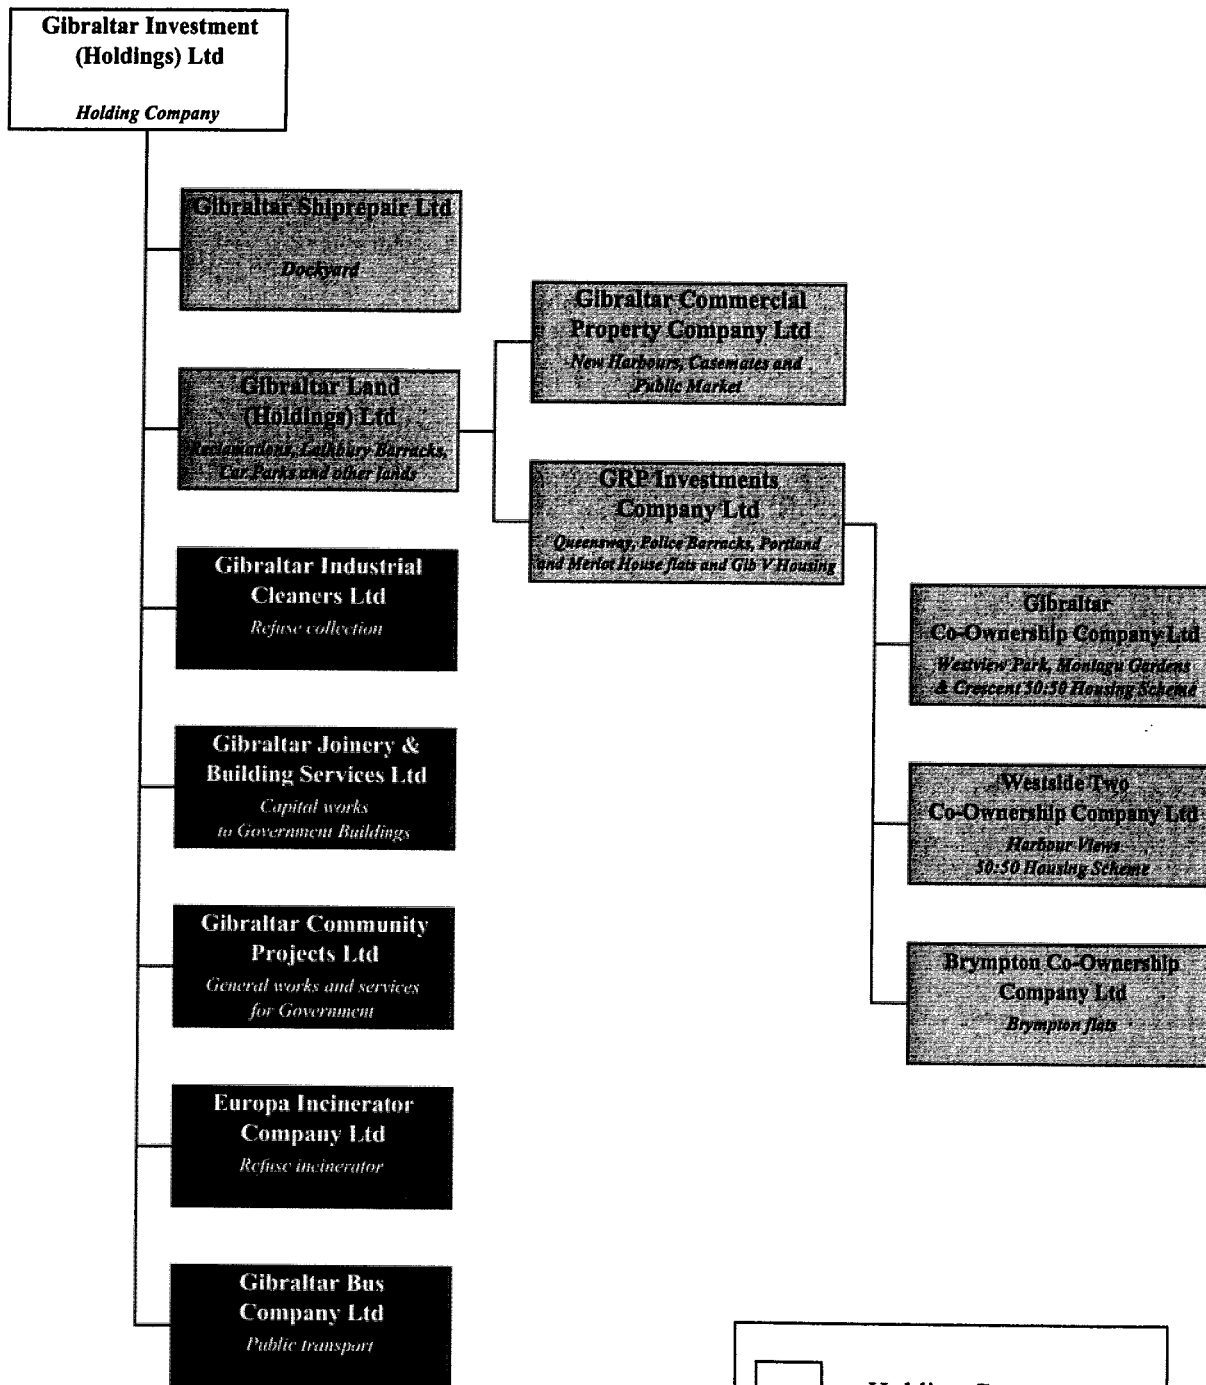 Gibraltar Investment
(Holdings) Ltd
Holding Company
Gibraltar Shiprepair Ltd
Dockyard
Gibraltar Land
(Holdings) Ltd
Reclamations, Lathbury Barracks,
Car Parks and other lands
Gibraltar Commercial
Property Company Ltd
New Harbours, Casemates and
Public Market
GRP Investments
Company Ltd
Queensway, Police Barracks, Portland
and Merlot House flats and Gib V Housing
Gibraltar
Co-Ownership Company Ltd
Westview Park, Montagu Gardens
& Crescent 50:50 Housing Scheme
Westside Two
Co-Ownership Company Ltd
Harbour Views
50:50 Housing Scheme
Brympton Co-Ownership
Company Ltd
Brympton flats
Gibraltar Industrial
Cleaners Ltd
Refuse collection
Gibraltar Joinery &
Building Services Ltd
Capital works
to Government Buildings
Gibraltar Community
Projects Ltd
General works and services
for Government
Europa Incinerator
Company Ltd
Refuse incinerator
Gibraltar Bus
Company Ltd
Public transport